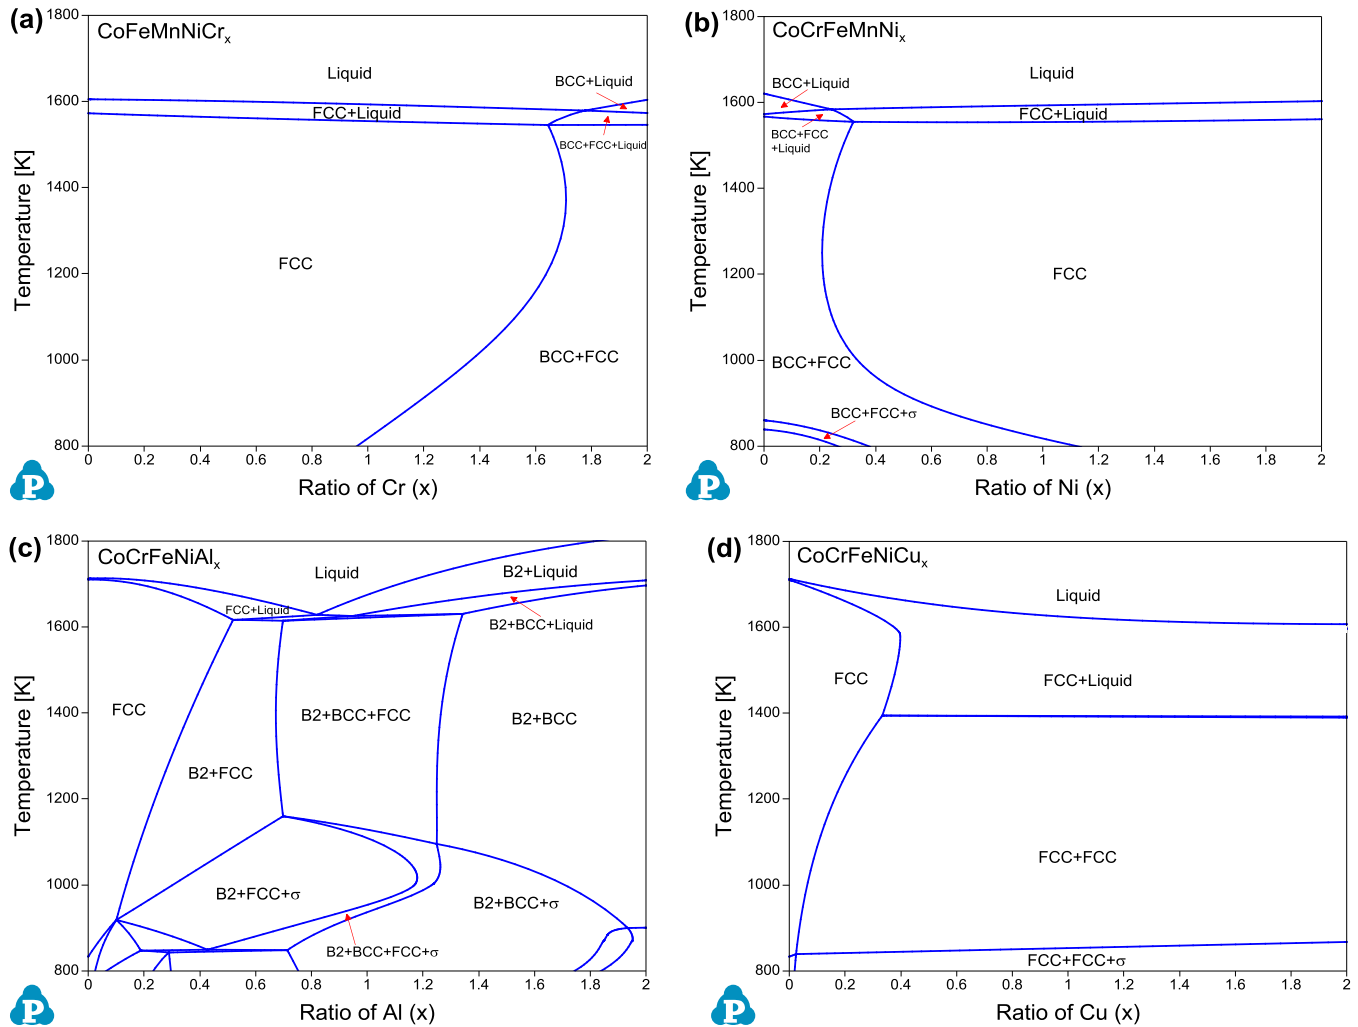 (a)
CoFeMnNiCrx
Temperature [K]
1800
1600
1400
1200
1000
800
Liquid
BCC+Liquid
FCC+Liquid
BCC+FCC+Liquid
FCC
BCC+FCC
0 0.2 0.4 0.6 0.8 1 1.2 1.4 1.6 1.8 2
Ratio of Cr (x)
P
(b)
CoCrFeMnNix
Temperature [K]
1800
1600
1400
1200
1000
800
Liquid
BCC+Liquid
FCC+Liquid
BCC+FCC
+Liquid
FCC
BCC+FCC
BCC+FCC+σ
0 0.2 0.4 0.6 0.8 1 1.2 1.4 1.6 1.8 2
Ratio of Ni (x)
P
(c)
CoCrFeNiAlx
Temperature [K]
1800
1600
1400
1200
1000
800
Liquid
B2+Liquid
FCC+Liquid
B2+BCC+Liquid
FCC
B2+BCC+FCC
B2+BCC
B2+FCC
B2+FCC+σ
B2+BCC+σ
B2+BCC+FCC+σ
0 0.2 0.4 0.6 0.8 1 1.2 1.4 1.6 1.8 2
Ratio of Al (x)
P
(d)
CoCrFeNiCux
Temperature [K]
1800
1600
1400
1200
1000
800
Liquid
FCC
FCC+Liquid
FCC+FCC
FCC+FCC+σ
0 0.2 0.4 0.6 0.8 1 1.2 1.4 1.6 1.8 2
Ratio of Cu (x)
P